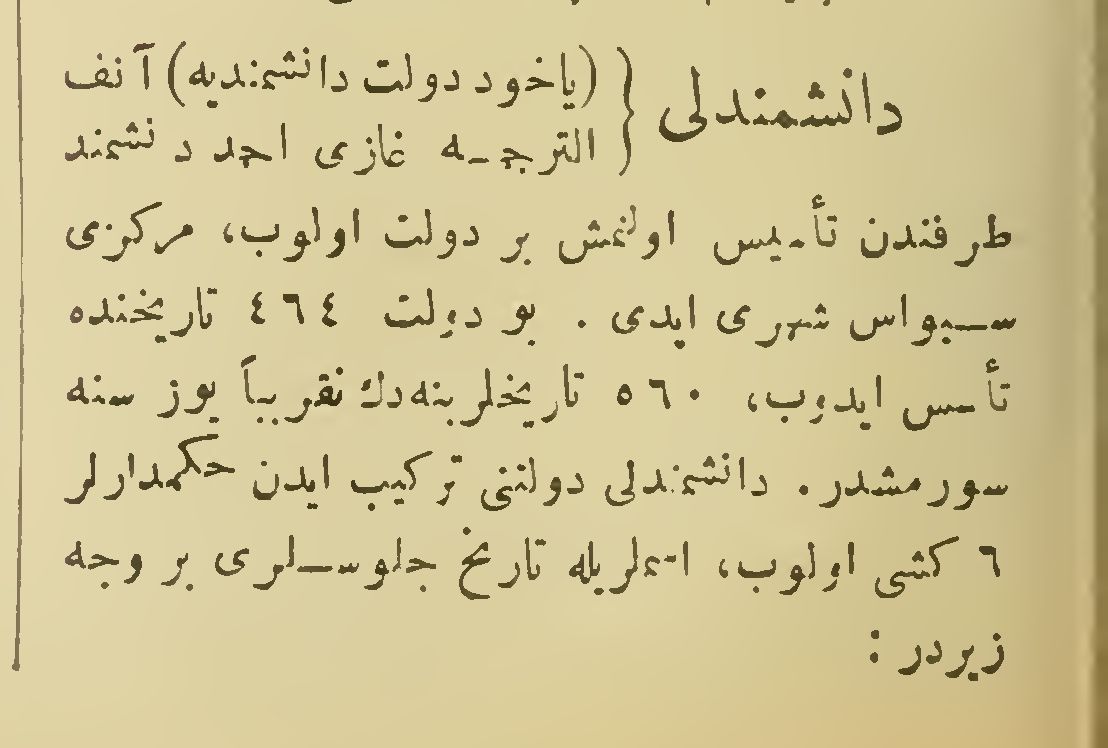 دانشمندلی { (یاخود دولت دانشمندیه) آنف
الترجمه غازی احمد دانشمند
طرفندن تأسیس اولنمش بر دولت اولوب، مرکزی
سیواس شهری ایدی . بو دولت ٤٦٤ تاریخنده
تأسس ایدوب، ٥٦٠ تاریخلرینه‌دك تقریباً یوز سنه
سورمشدر. دانشمندلی دولتنی ترکیب ایدن حکمدارلر
٦ کشی اولوب، اسملریله تاریخ جلوسلری بر وجه
زیردر :